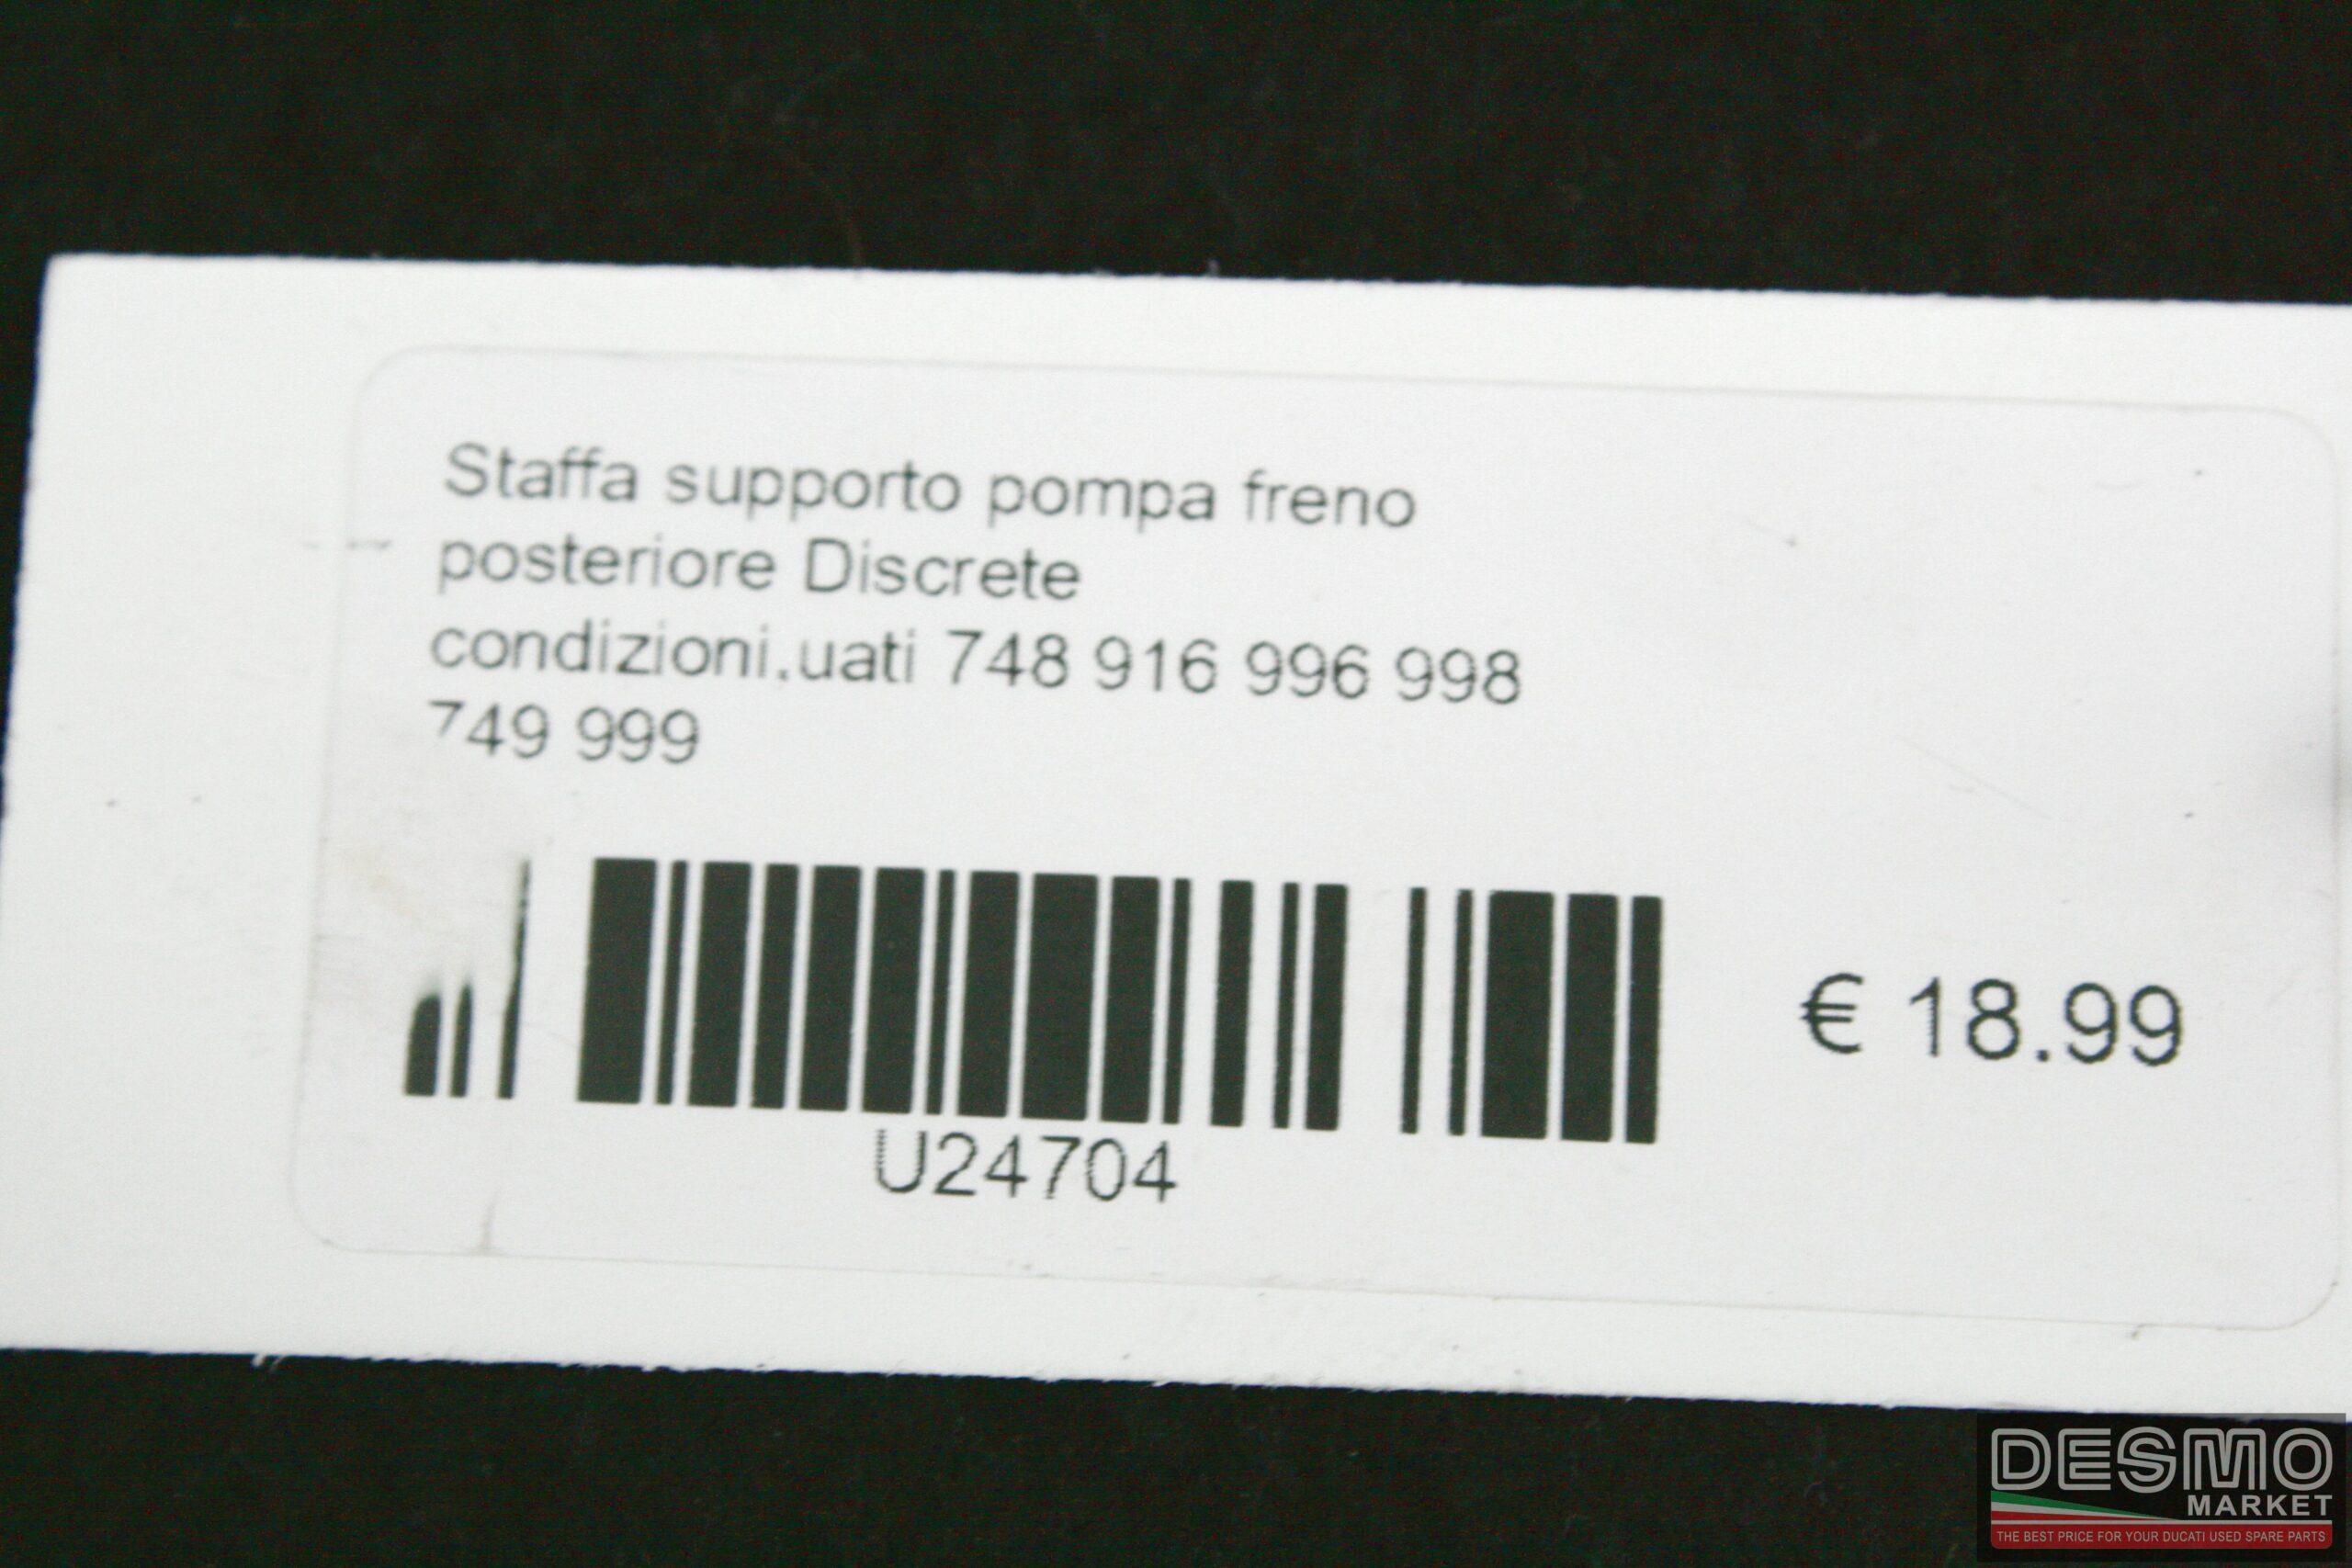 Staffa supporto pompa freno
posteriore Discrete
condizioni.uati 748 916 996 998
749 999
€ 18.99
U24704
DESMO
MARKET
THE BEST PRICE FOR YOUR DUCATI USED SPARE PARTS